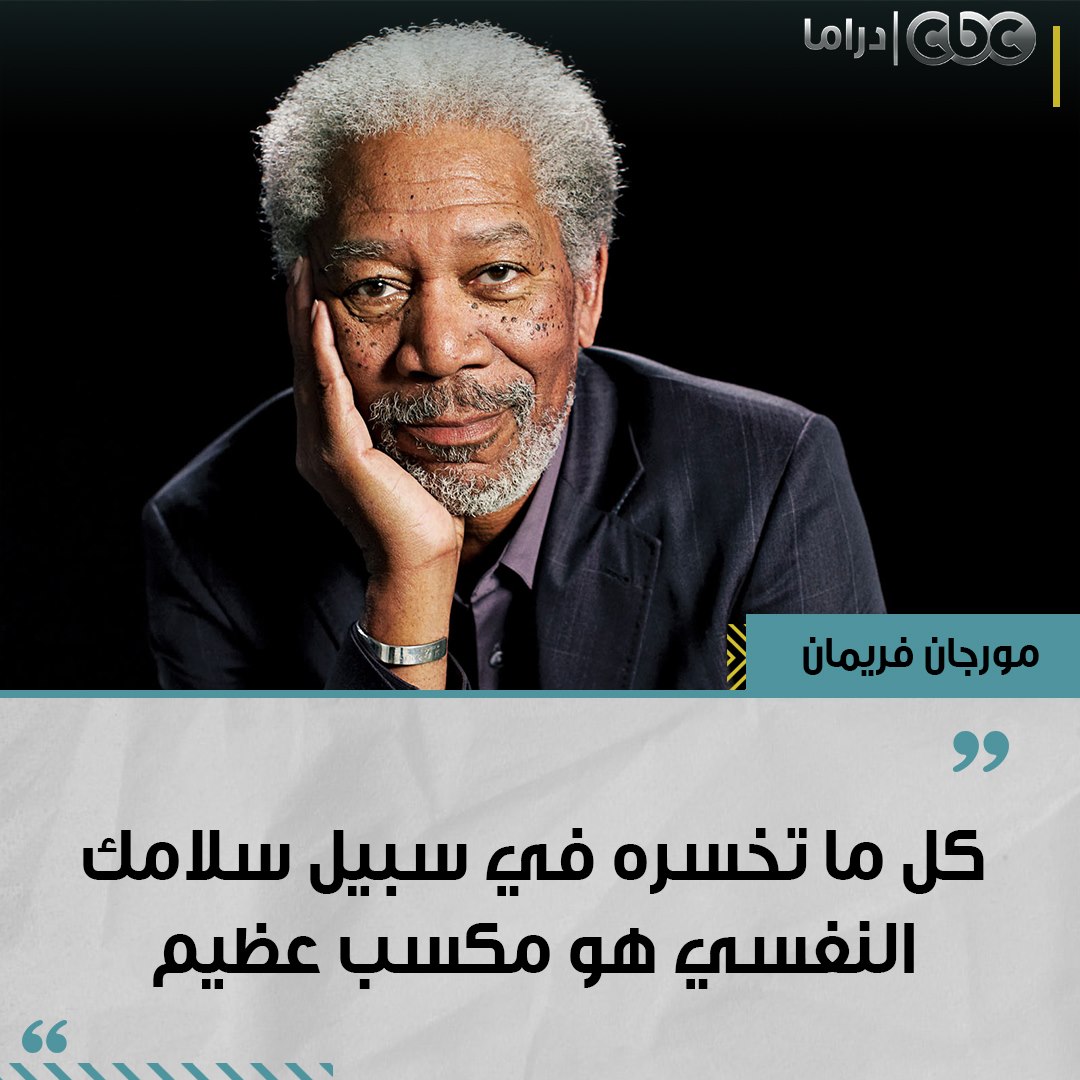 cbc | دراما
مورجان فريمان
”
كل ما تخسره في سبيل سلامك
النفسي هو مكسب عظيم
“